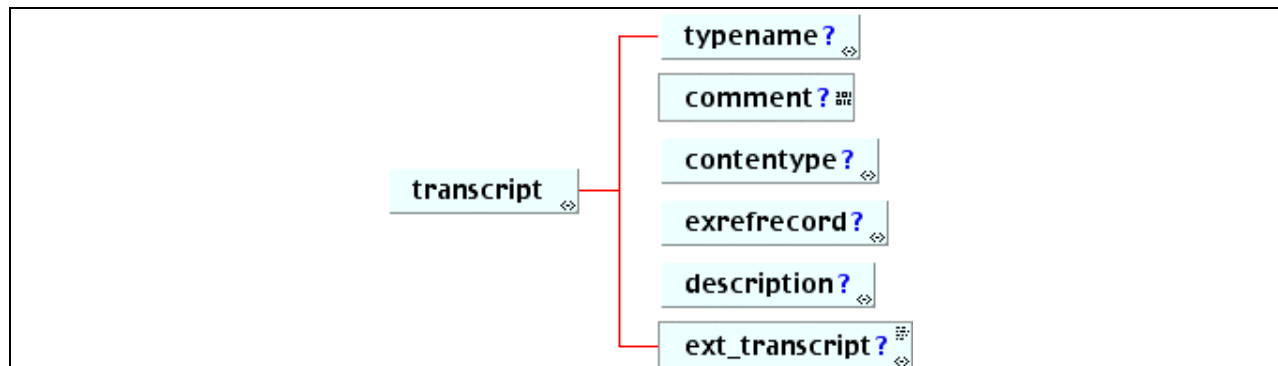 typename?
comment?
contentype?
transcript
exrefrecord?
description?
ext_transcript?